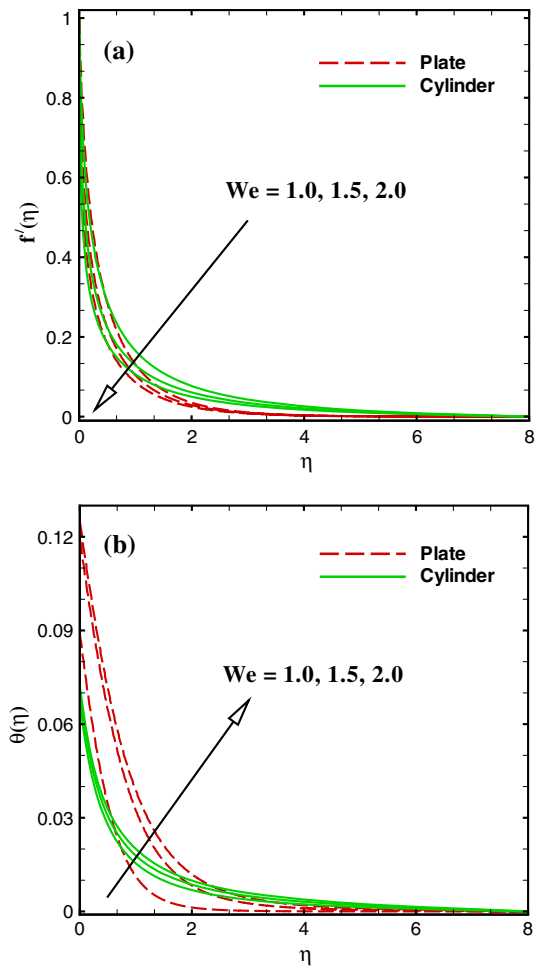 (a)
Plate
Cylinder
We = 1.0, 1.5, 2.0
f′(η)
1
0.8
0.6
0.4
0.2
0
0 2 4 6 8
η
(b)
Plate
Cylinder
We = 1.0, 1.5, 2.0
θ(η)
0.12
0.09
0.06
0.03
0
0 2 4 6 8
η